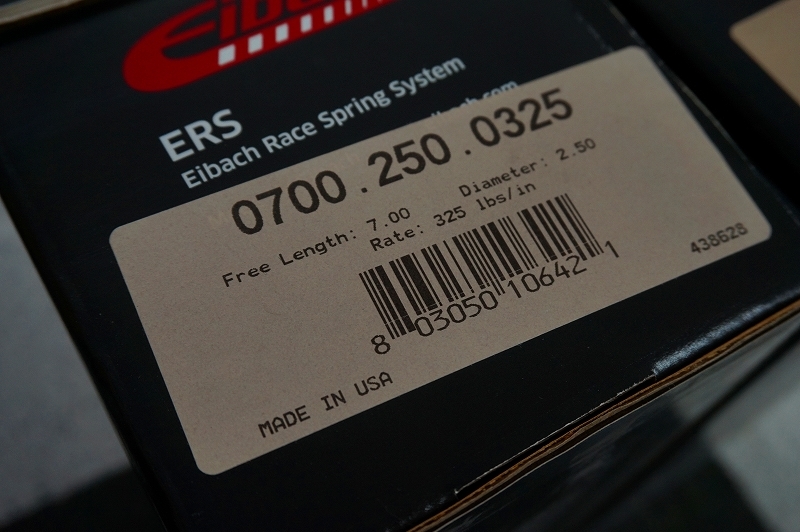 Eibach
ERS
Eibach Race Spring System
0700.250.0325
Free Length: 7.00 Diameter: 2.50
Rate: 325 lbs/in
8 03050 10642 1
438628
MADE IN USA